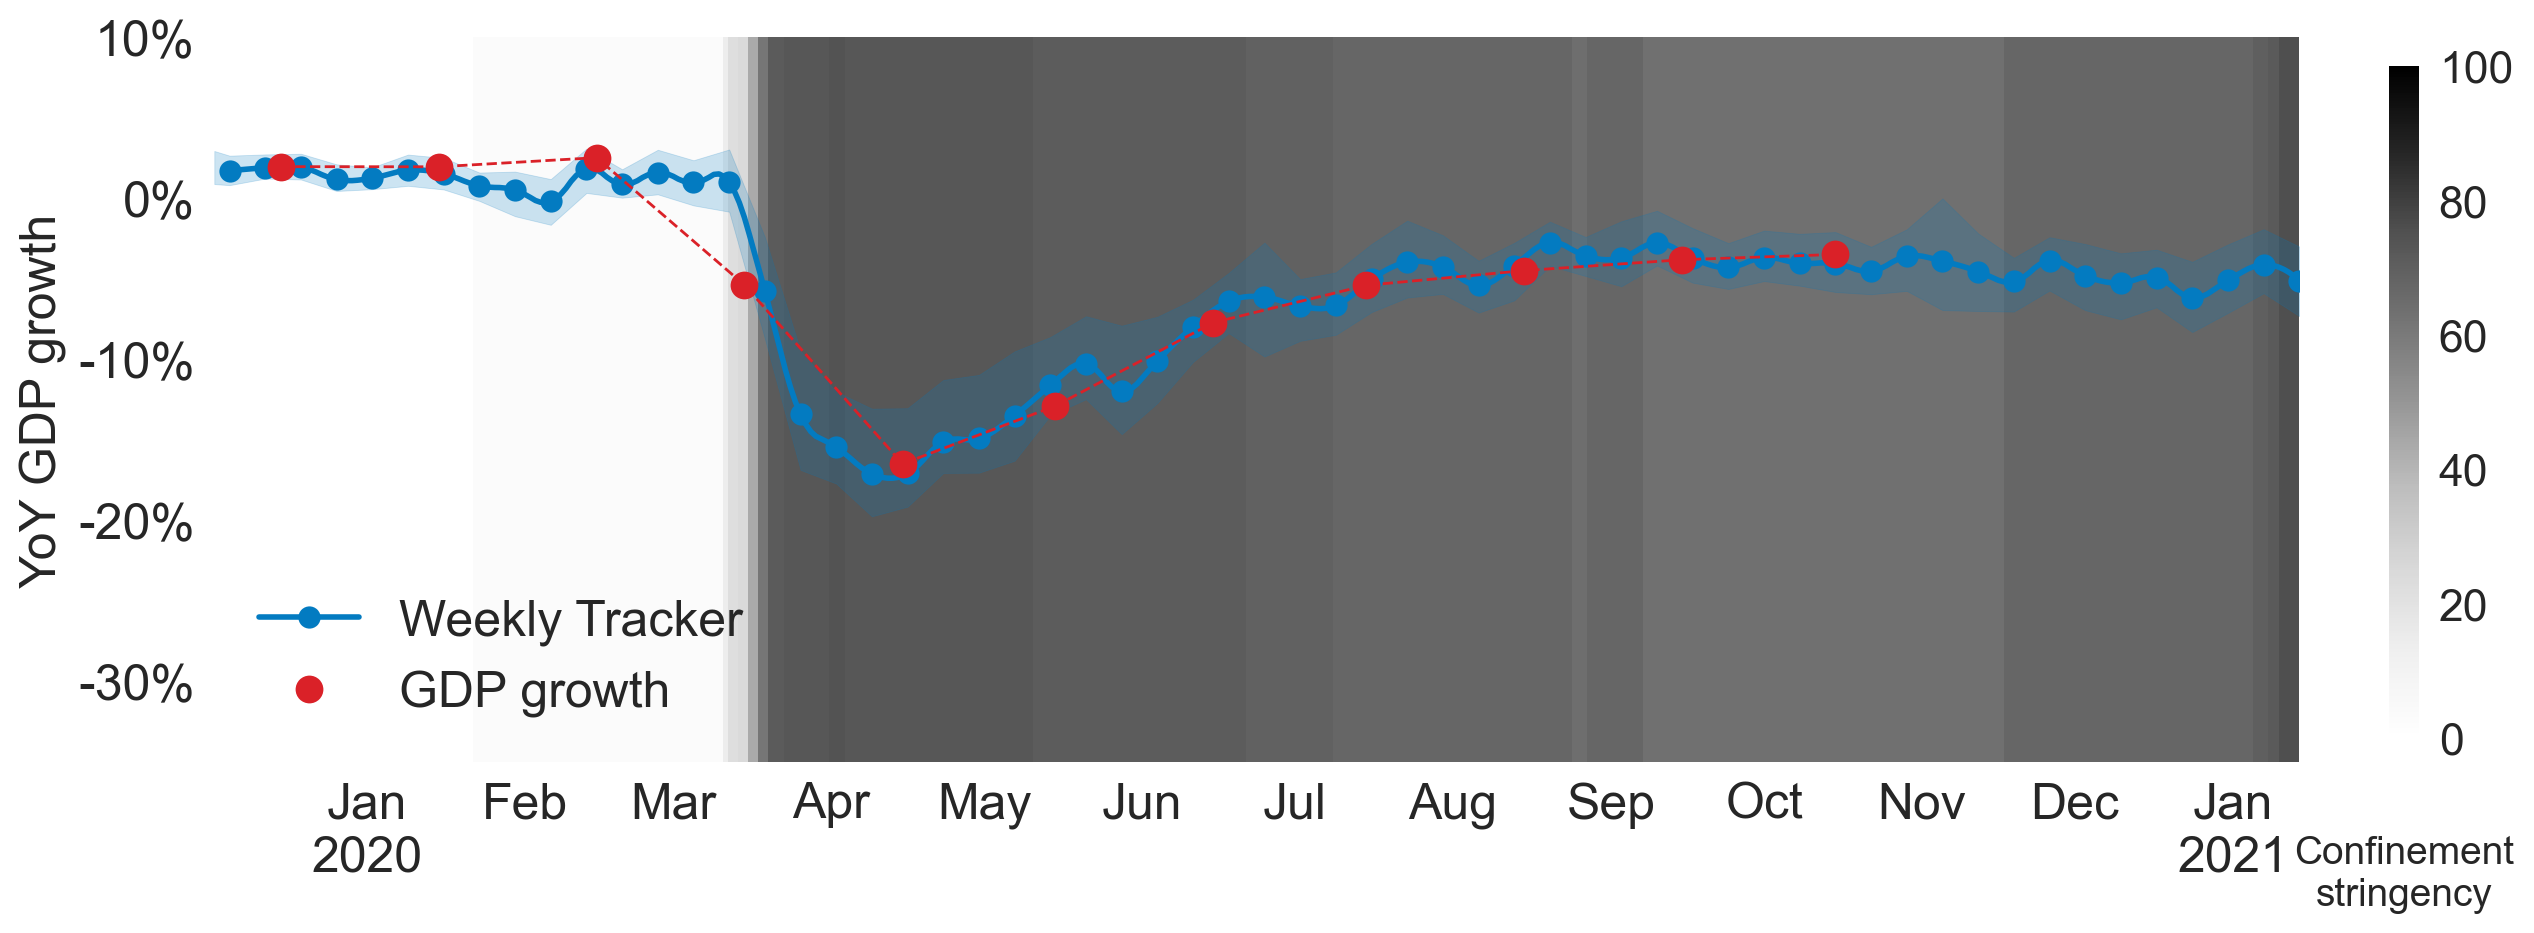 10%
0%
-10%
-20%
-30%
YoY GDP growth
Weekly Tracker
GDP growth
Jan Feb Mar Apr May Jun Jul Aug Sep Oct Nov Dec Jan
2020 2021
100
80
60
40
20
0
Confinement
stringency